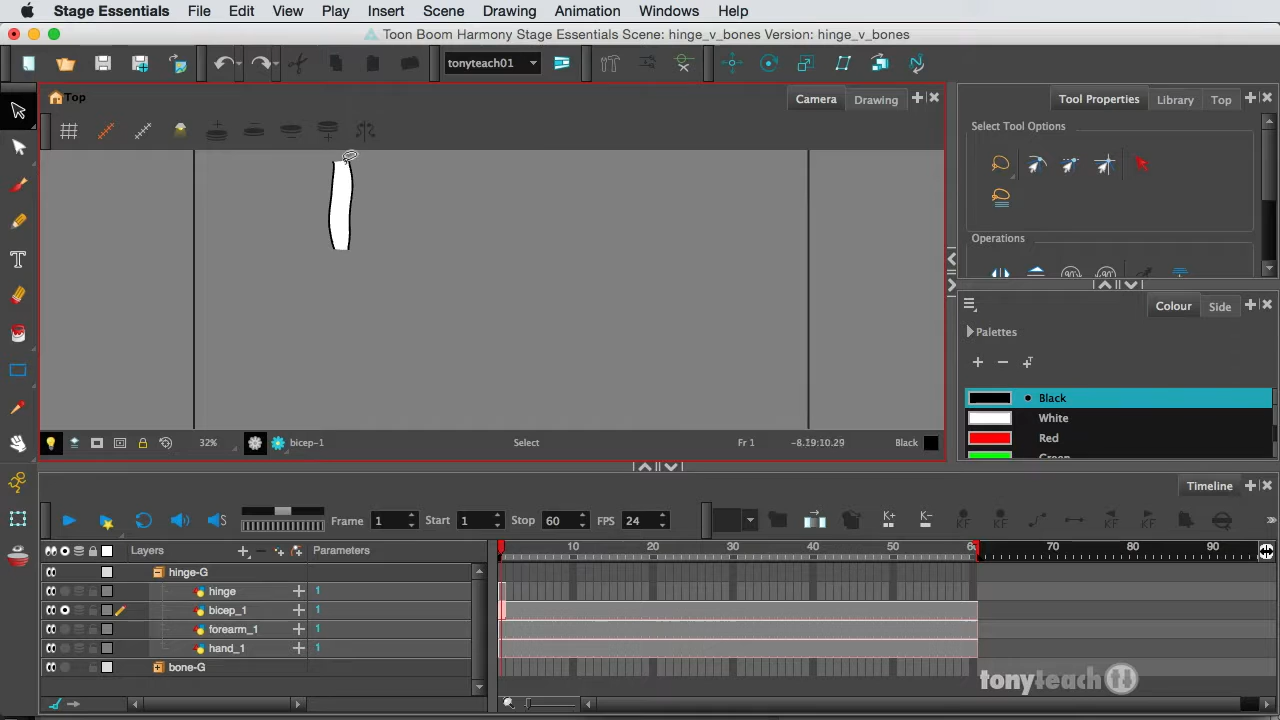 Stage Essentials File Edit View Play Insert Scene Drawing Animation Windows Help
Toon Boom Harmony Stage Essentials Scene: hinge_v_bones Version: hinge_v_bones
tonyteach01
Top
Camera
Drawing
Tool Properties
Library
Top
Select Tool Options
Operations
Colour
Side
Palettes
Black
White
Red
Green
32%
bicep-1
Select
Fr 1
-8.19:10.29
Black
Timeline
Frame 1 Start 1 Stop 60 FPS 24
Layers
Parameters
10 20 30 40 50 60 70 80 90
hinge-G
hinge 1
bicep_1 1
forearm_1 1
hand_1 1
bone-G
tonyteach